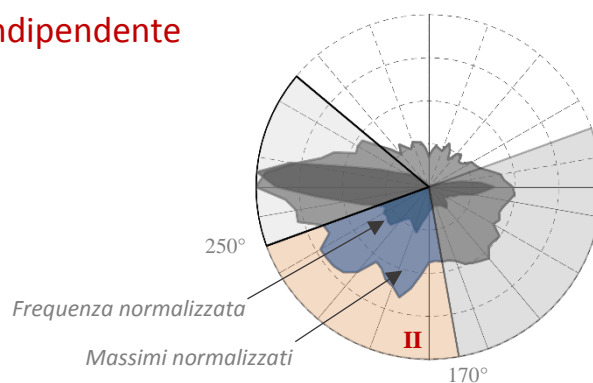 ndipendente
250°
Frequenza normalizzata
Massimi normalizzati
II
170°